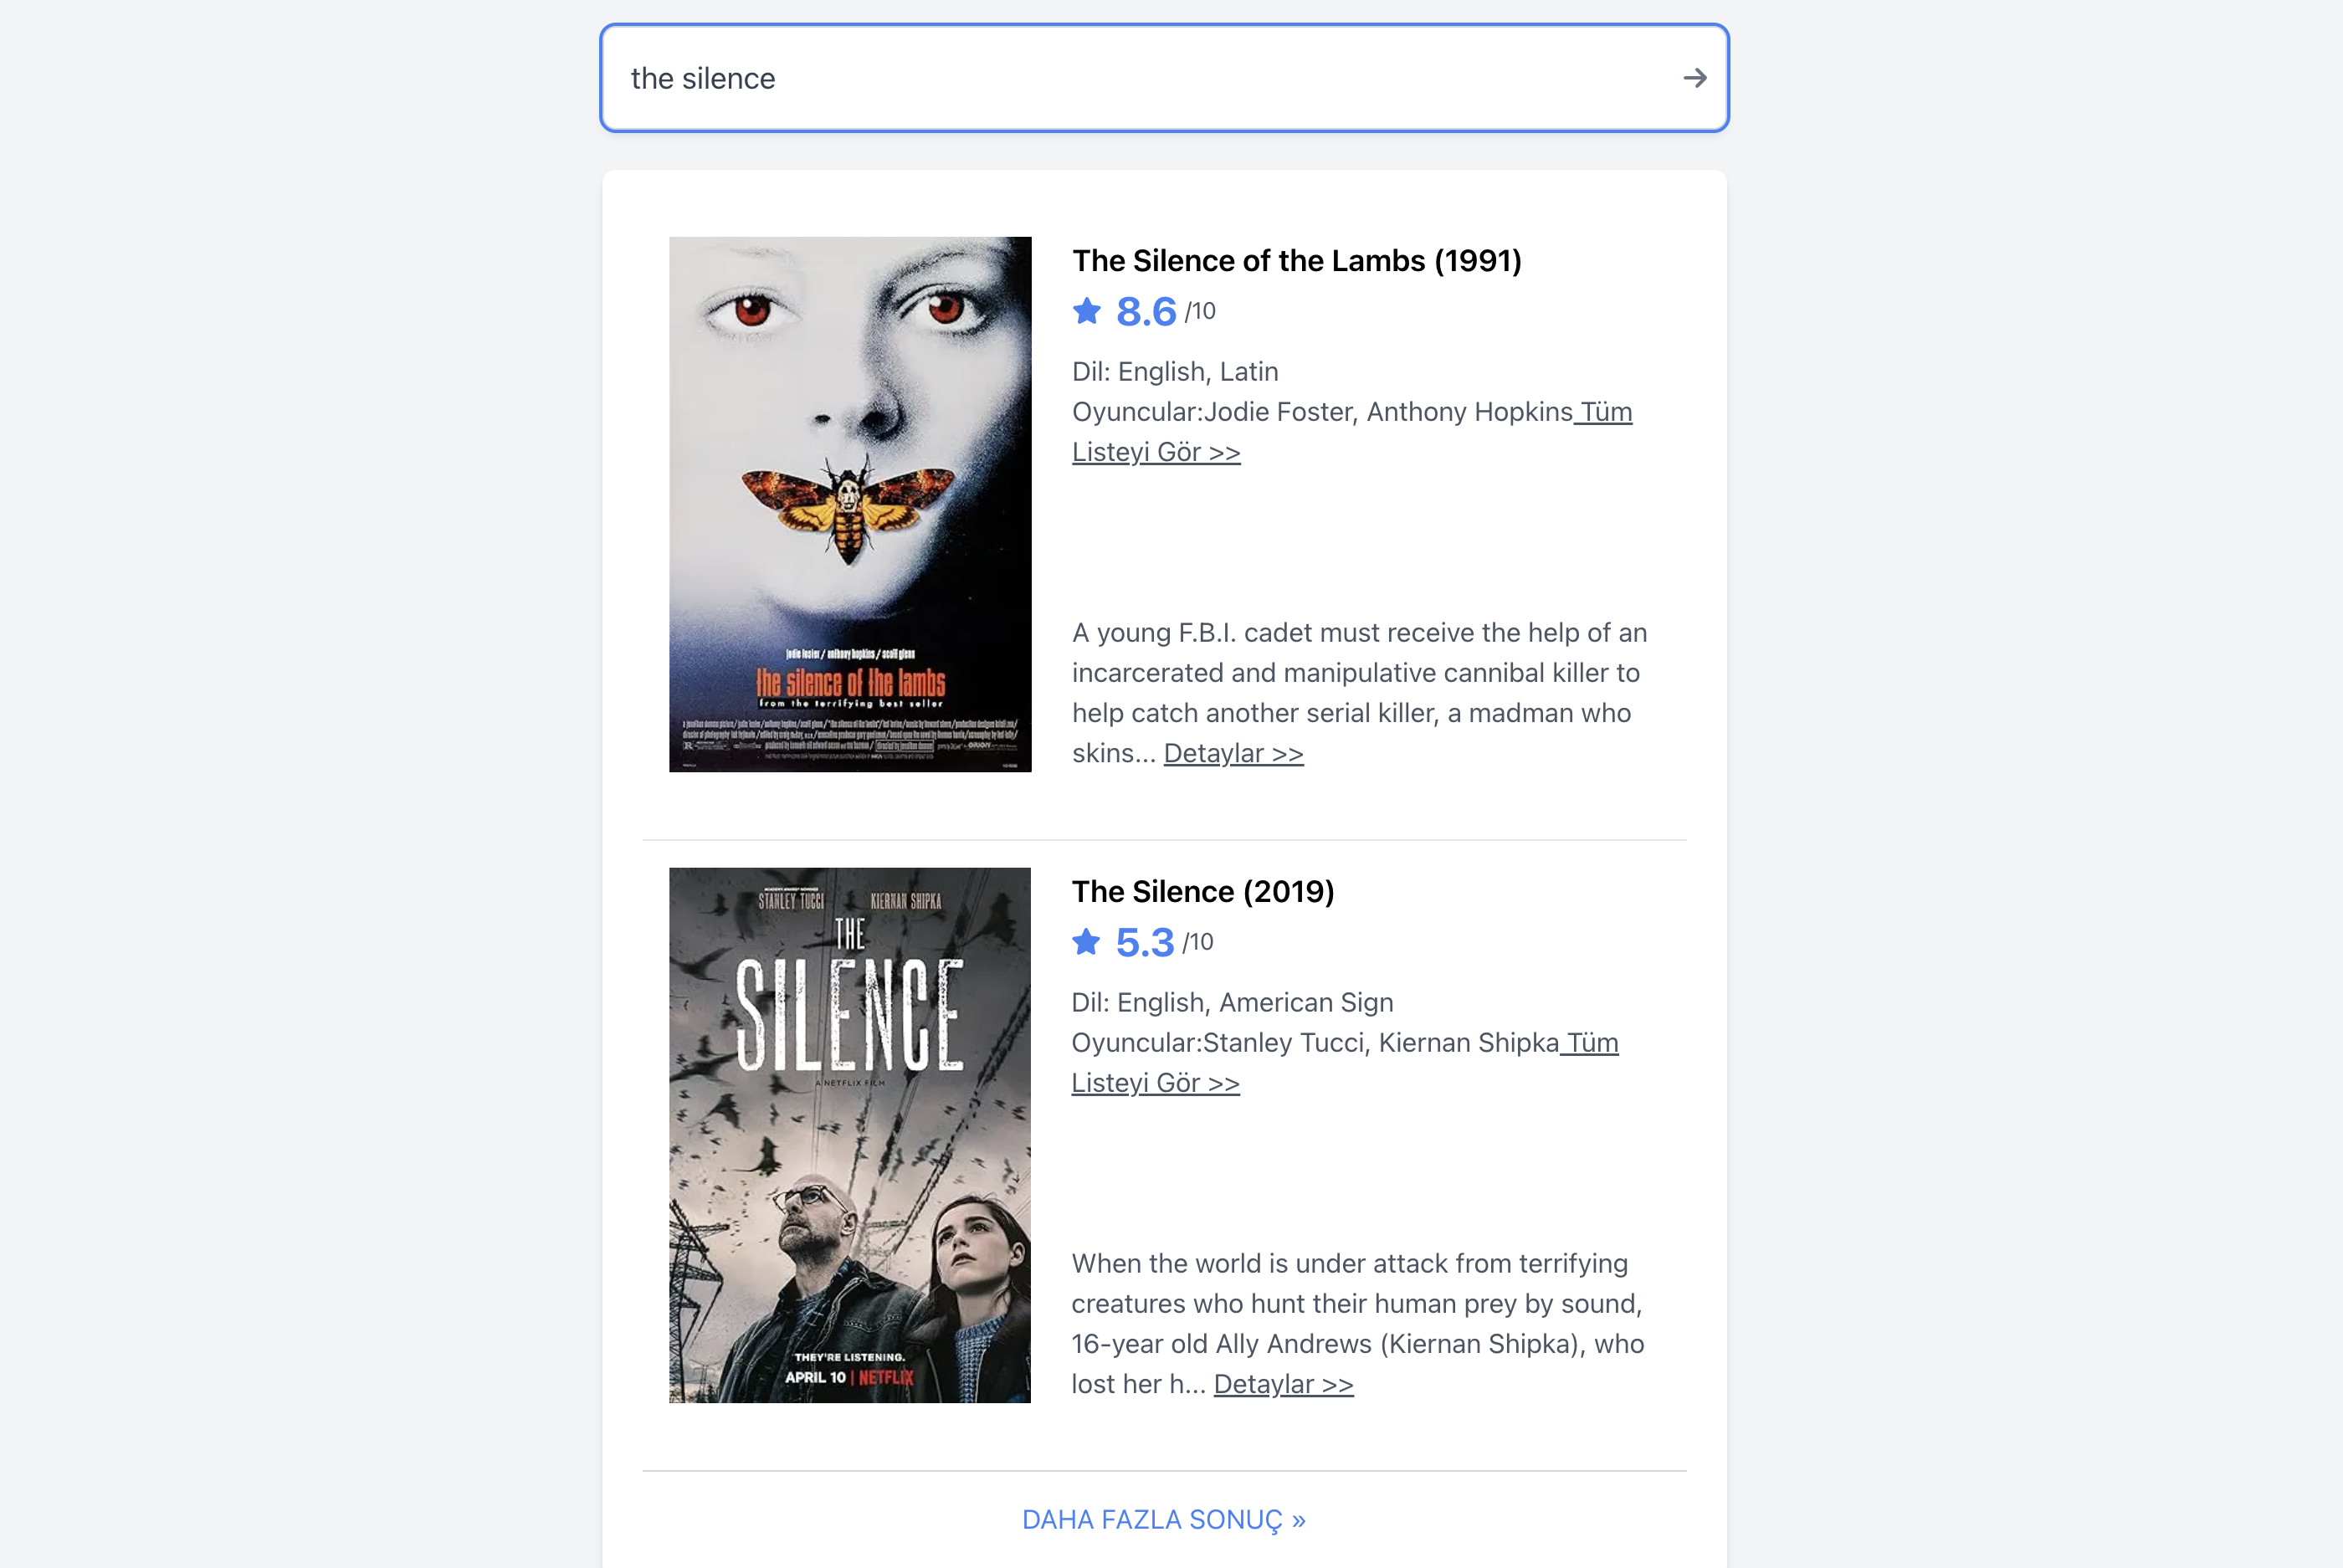 the silence
The Silence of the Lambs (1991)
8.6 /10
Dil: English, Latin
Oyuncular:Jodie Foster, Anthony Hopkins Tüm
Listeyi Gör >>
A young F.B.I. cadet must receive the help of an
incarcerated and manipulative cannibal killer to
help catch another serial killer, a madman who
skins... Detaylar >>
jodie foster / anthony hopkins / scott glenn
the silence of the lambs
from the terrifying best seller
The Silence (2019)
5.3 /10
Dil: English, American Sign
Oyuncular:Stanley Tucci, Kiernan Shipka Tüm
Listeyi Gör >>
When the world is under attack from terrifying
creatures who hunt their human prey by sound,
16-year old Ally Andrews (Kiernan Shipka), who
lost her h... Detaylar >>
STANLEY TUCCI KIERNAN SHIPKA
THE
SILENCE
A NETFLIX FILM
THEY'RE LISTENING.
APRIL 10 | NETFLIX
DAHA FAZLA SONUÇ »